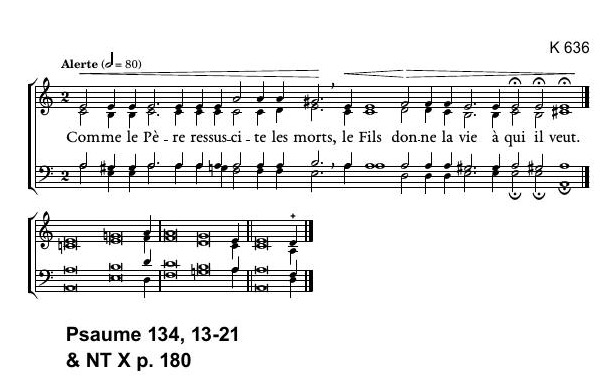 K 636
Alerte (𝅗𝅥 = 80)
Comme le Pè - re ressus-ci - te les morts, le Fils don-ne la vie à qui il veut.
Psaume 134, 13-21
& NT X p. 180